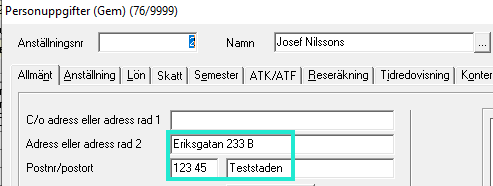 Personuppgifter (Gem) (76/9999)
Anställningsnr 2 Namn Josef Nilssons ...
Allmänt Anställning Lön Skatt Semester ATK/ATF Reseräkning Tidredovisning
C/o adress eller adress rad 1
Adress eller adress rad 2 Eriksgatan 233 B
Postnr/postort 123 45 Teststaden